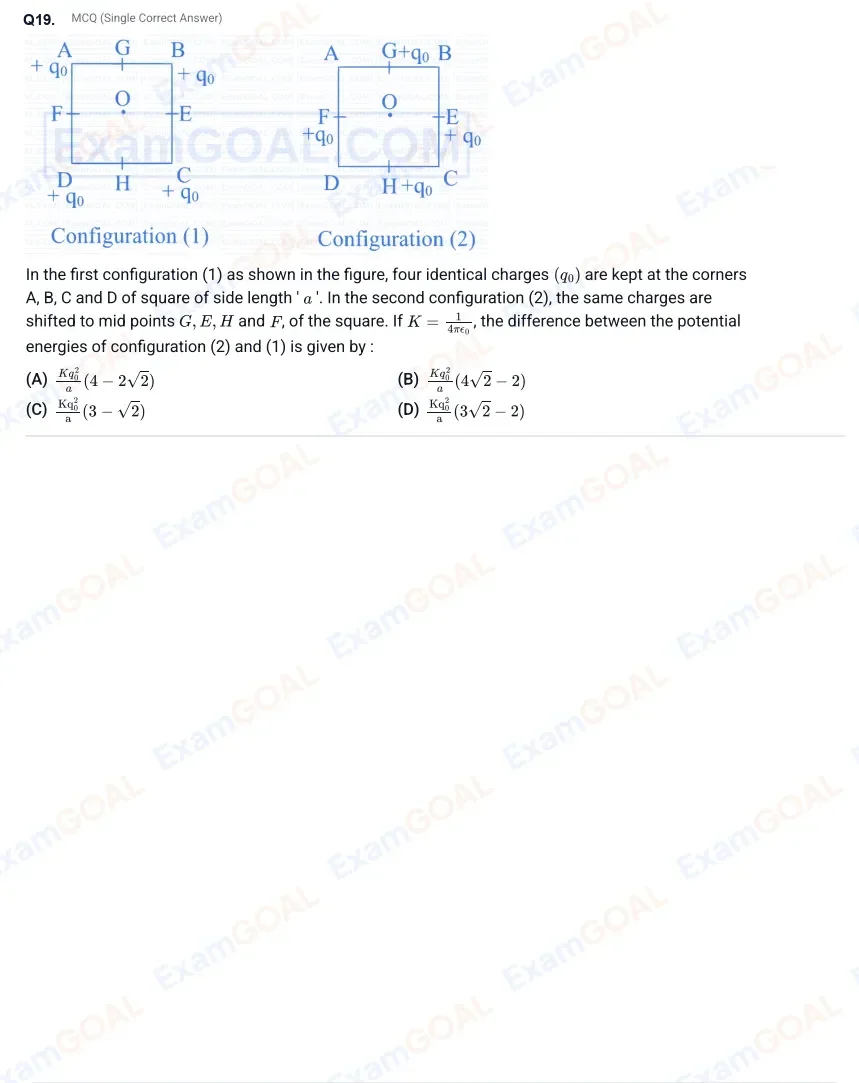 Q19. MCQ (Single Correct Answer)
A G B
+ q₀ + q₀
O
F E
D H C
+ q₀ + q₀
Configuration (1)
A G+q₀ B
O
F E
+q₀ + q₀
D H+q₀ C
Configuration (2)
ExamGOAL.COM
In the first configuration (1) as shown in the figure, four identical charges (q₀) are kept at the corners
A, B, C and D of square of side length ' a '. In the second configuration (2), the same charges are
shifted to mid points G, E, H and F, of the square. If K = 1/(4πϵ₀), the difference between the potential
energies of configuration (2) and (1) is given by :
(A) Kq₀²/a (4 − 2√2) (B) Kq₀²/a (4√2 − 2)
(C) Kq₀²/a (3 − √2) (D) Kq₀²/a (3√2 − 2)
ExamGOAL